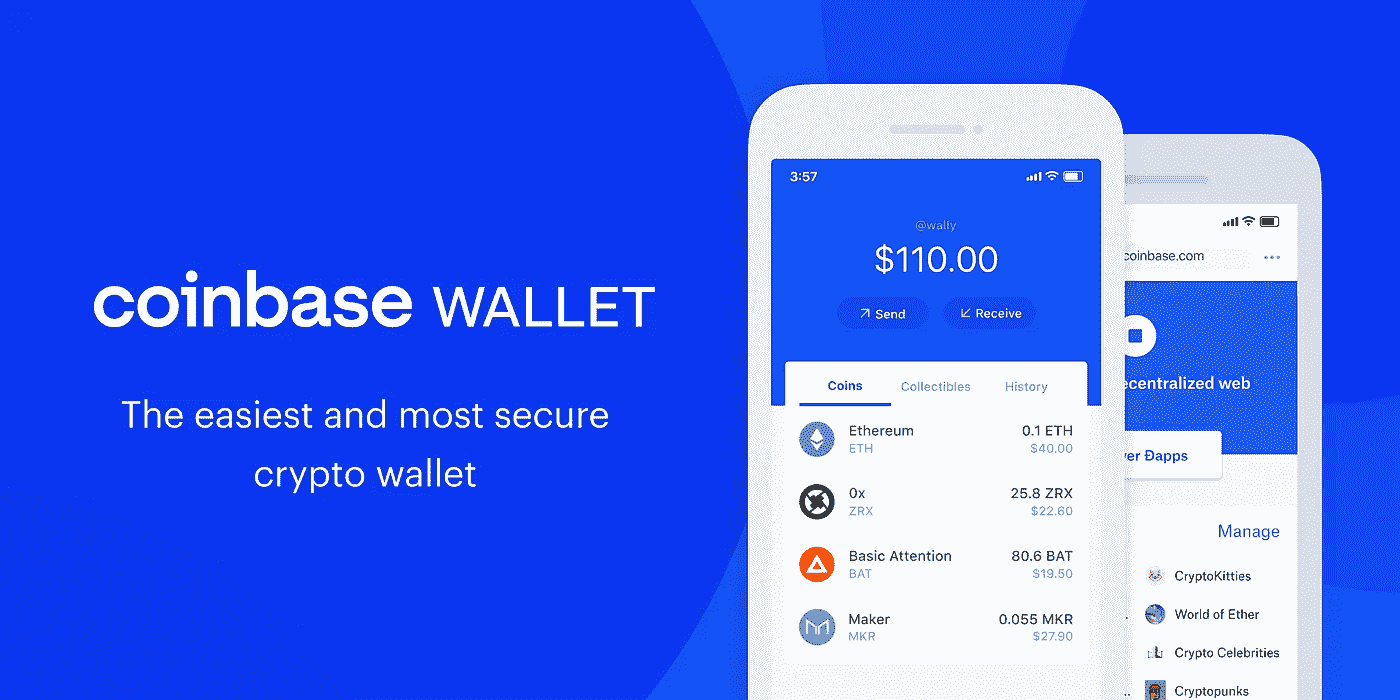 coinbase WALLET
The easiest and most secure
crypto wallet
3:57
@wally
$110.00
Send
Receive
Coins
Collectibles
History
Ethereum
0.1 ETH
ETH
$40.00
0x
25.8 ZRX
ZRX
$22.60
Basic Attention
80.6 BAT
BAT
$19.50
Maker
0.055 MKR
MKR
$27.90
coinbase.com
ecentralized web
er Ðapps
Manage
CryptoKitties
World of Ether
Crypto Celebrities
Cryptopunks